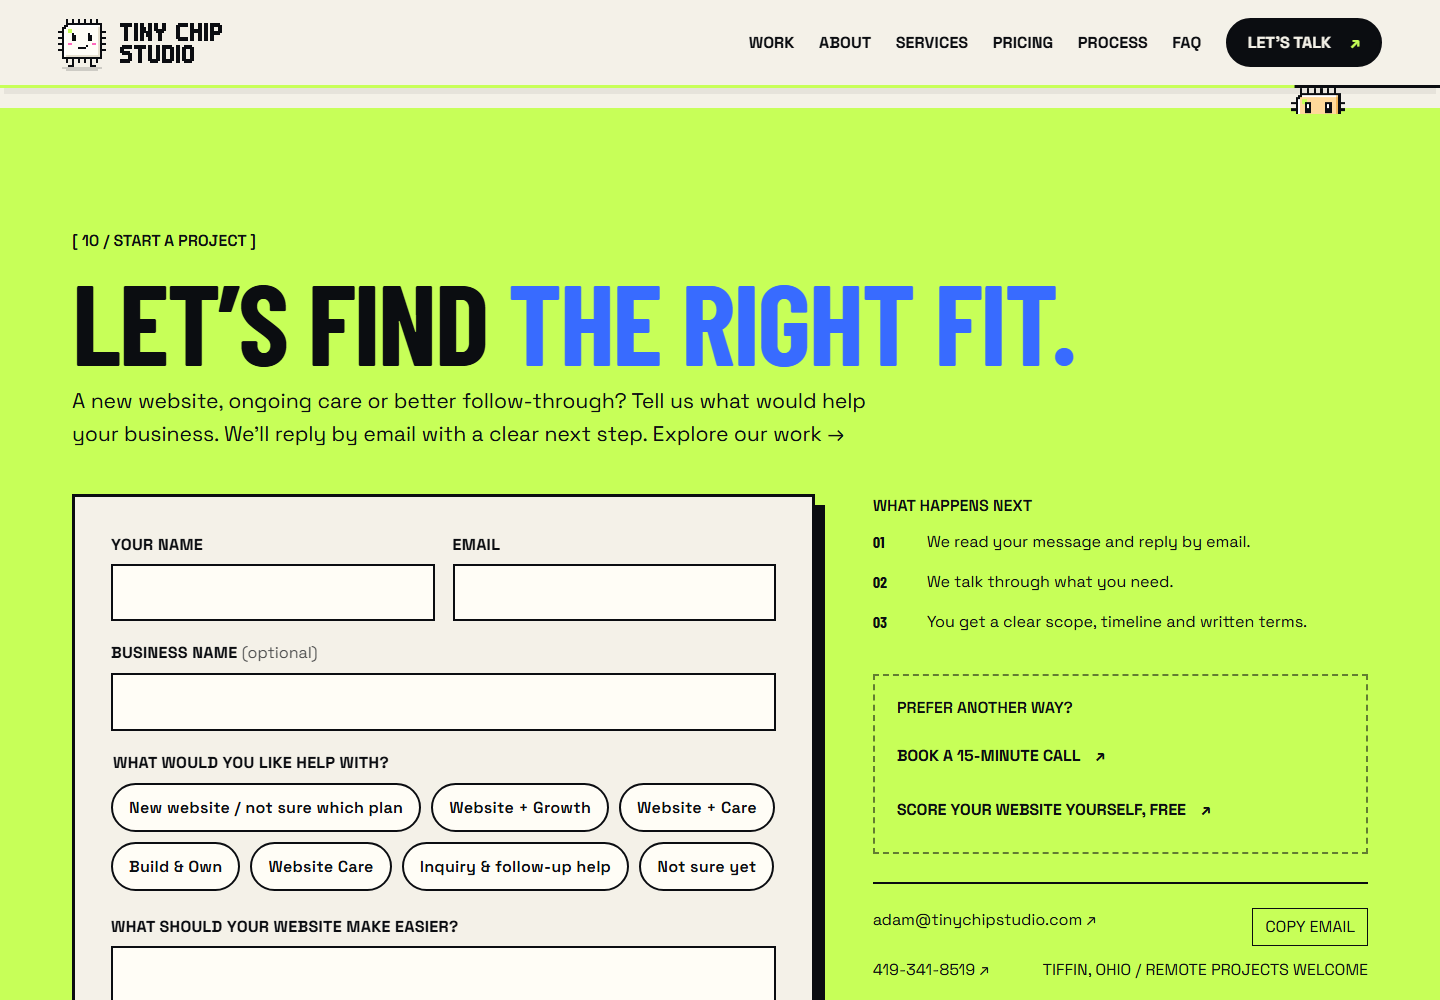 TINY CHIP
STUDIO
WORK ABOUT SERVICES PRICING PROCESS FAQ LET'S TALK ↗
[ 10 / START A PROJECT ]
LET'S FIND THE RIGHT FIT.
A new website, ongoing care or better follow-through? Tell us what would help
your business. We'll reply by email with a clear next step. Explore our work →
YOUR NAME EMAIL
BUSINESS NAME (optional)
WHAT WOULD YOU LIKE HELP WITH?
New website / not sure which plan Website + Growth Website + Care
Build & Own Website Care Inquiry & follow-up help Not sure yet
WHAT SHOULD YOUR WEBSITE MAKE EASIER?
WHAT HAPPENS NEXT
01 We read your message and reply by email.
02 We talk through what you need.
03 You get a clear scope, timeline and written terms.
PREFER ANOTHER WAY?
BOOK A 15-MINUTE CALL ↗
SCORE YOUR WEBSITE YOURSELF, FREE ↗
adam@tinychipstudio.com ↗ COPY EMAIL
419-341-8519 ↗ TIFFIN, OHIO / REMOTE PROJECTS WELCOME